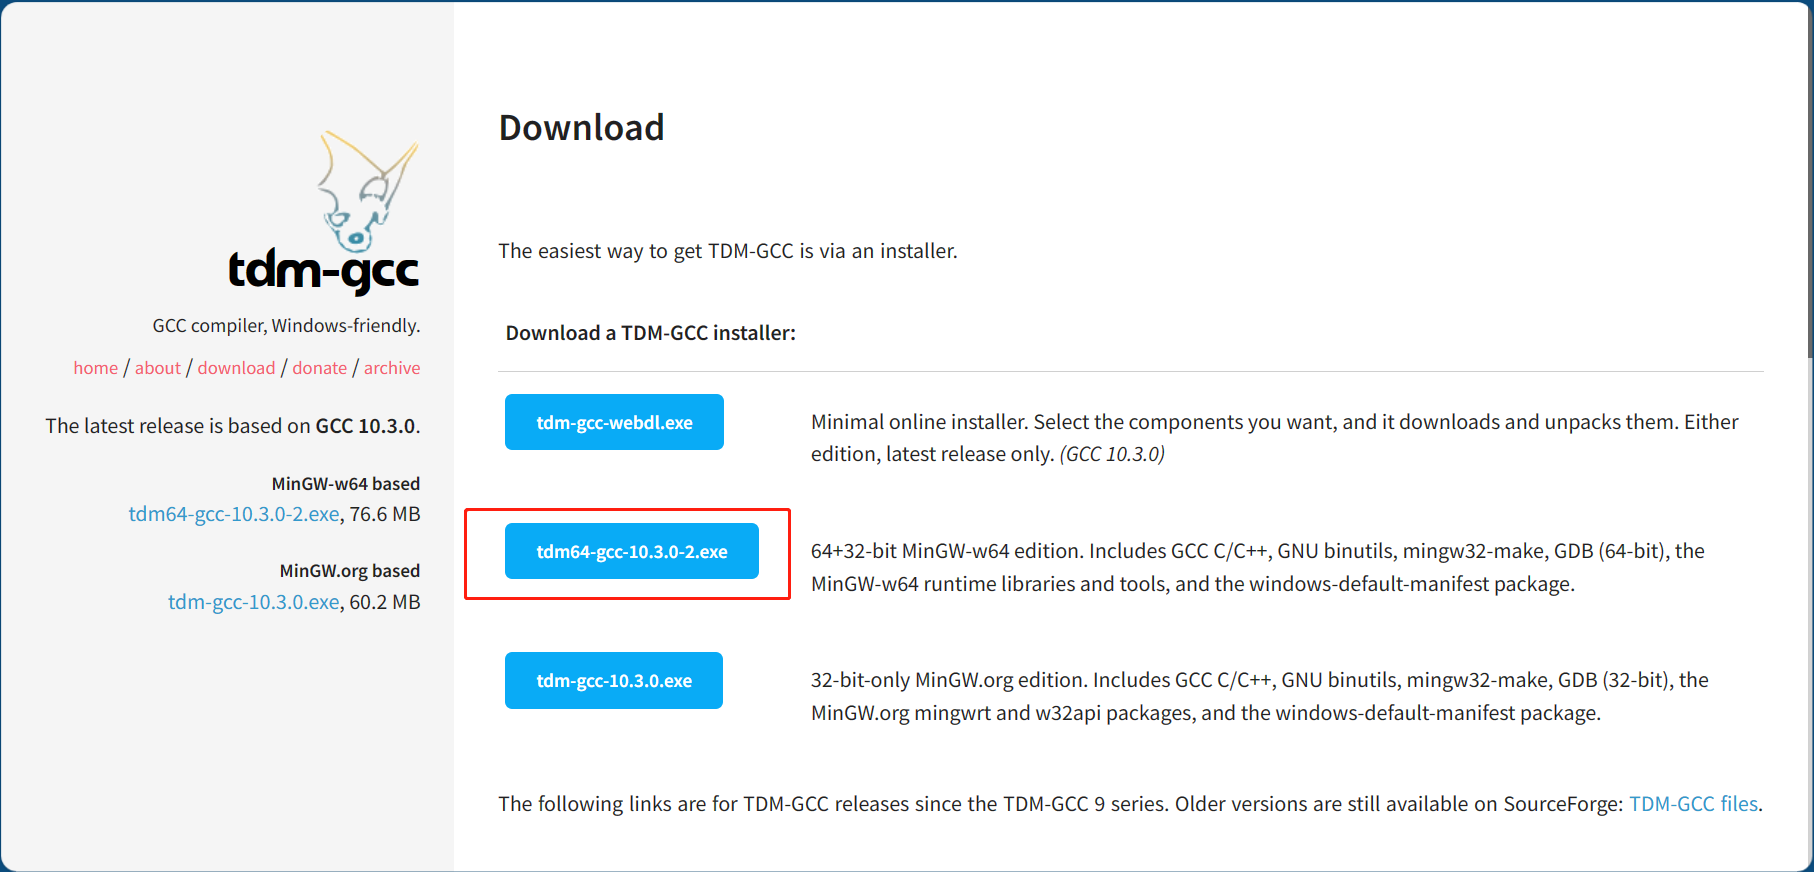 tdm-gcc
GCC compiler, Windows-friendly.
home / about / download / donate / archive
The latest release is based on GCC 10.3.0.
MinGW-w64 based
tdm64-gcc-10.3.0-2.exe, 76.6 MB
MinGW.org based
tdm-gcc-10.3.0.exe, 60.2 MB
Download
The easiest way to get TDM-GCC is via an installer.
Download a TDM-GCC installer:
tdm-gcc-webdl.exe
Minimal online installer. Select the components you want, and it downloads and unpacks them. Either
edition, latest release only. (GCC 10.3.0)
tdm64-gcc-10.3.0-2.exe
64+32-bit MinGW-w64 edition. Includes GCC C/C++, GNU binutils, mingw32-make, GDB (64-bit), the
MinGW-w64 runtime libraries and tools, and the windows-default-manifest package.
tdm-gcc-10.3.0.exe
32-bit-only MinGW.org edition. Includes GCC C/C++, GNU binutils, mingw32-make, GDB (32-bit), the
MinGW.org mingwrt and w32api packages, and the windows-default-manifest package.
The following links are for TDM-GCC releases since the TDM-GCC 9 series. Older versions are still available on SourceForge: TDM-GCC files.